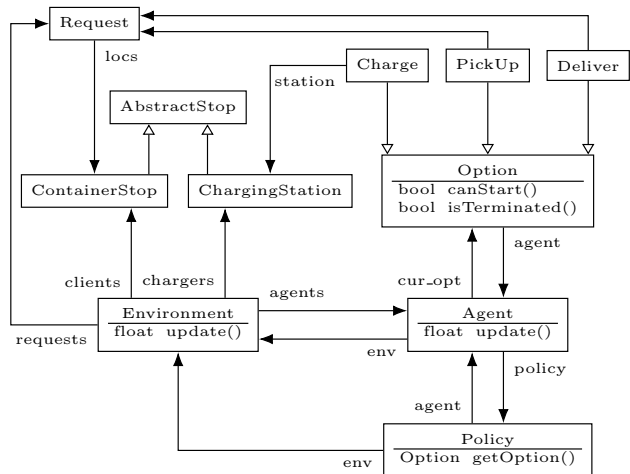 Request
locs
Charge
PickUp
Deliver
station
AbstractStop
ContainerStop
ChargingStation
Option
bool canStart()
bool isTerminated()
agent
clients
chargers
cur_opt
agents
Environment
float update()
Agent
float update()
requests
env
policy
agent
Policy
Option getOption()
env